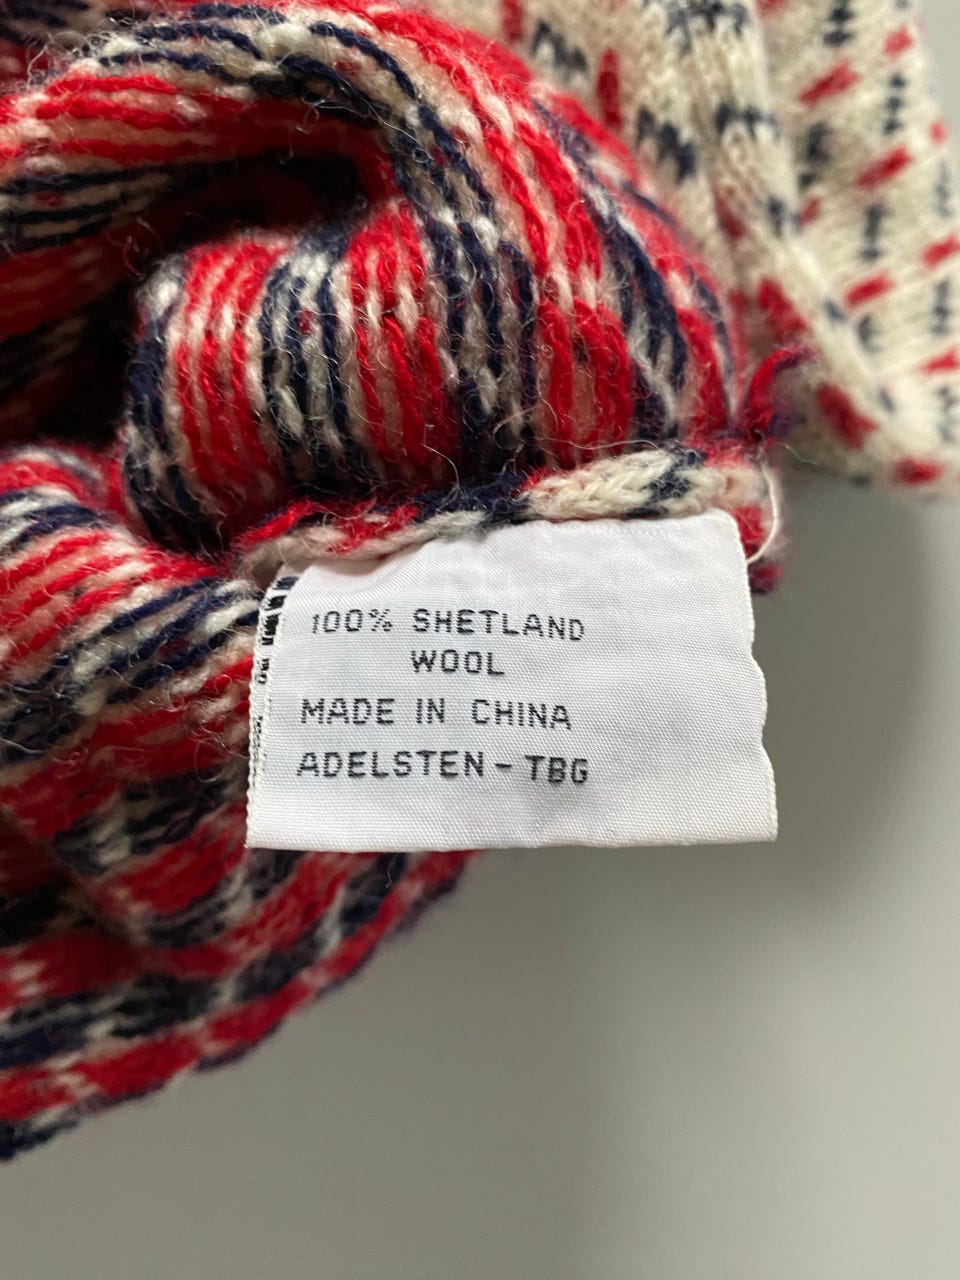 100% SHETLAND
WOOL
MADE IN CHINA
ADELSTEN - TBG